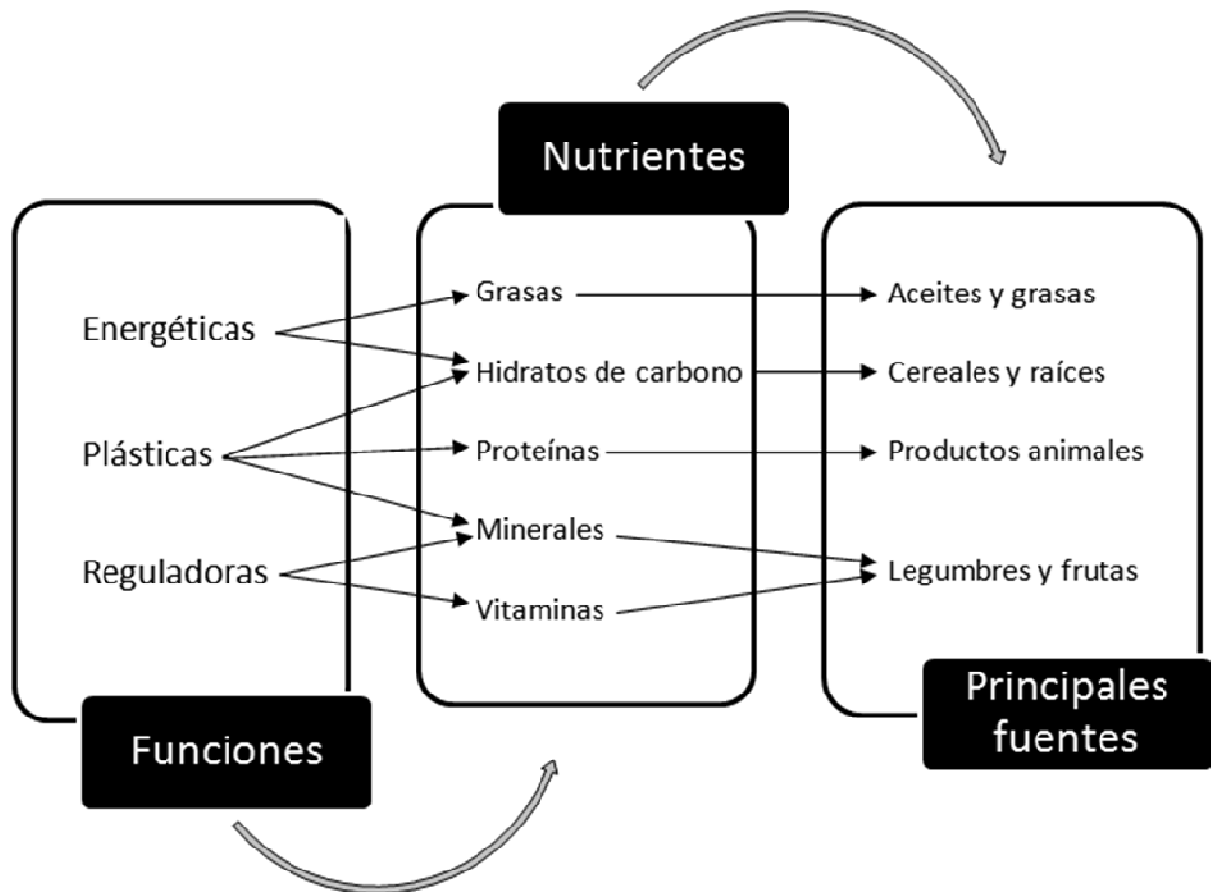 Nutrientes
Energéticas
Plásticas
Reguladoras
Funciones
Grasas
Hidratos de carbono
Proteínas
Minerales
Vitaminas
Aceites y grasas
Cereales y raíces
Productos animales
Legumbres y frutas
Principales
fuentes